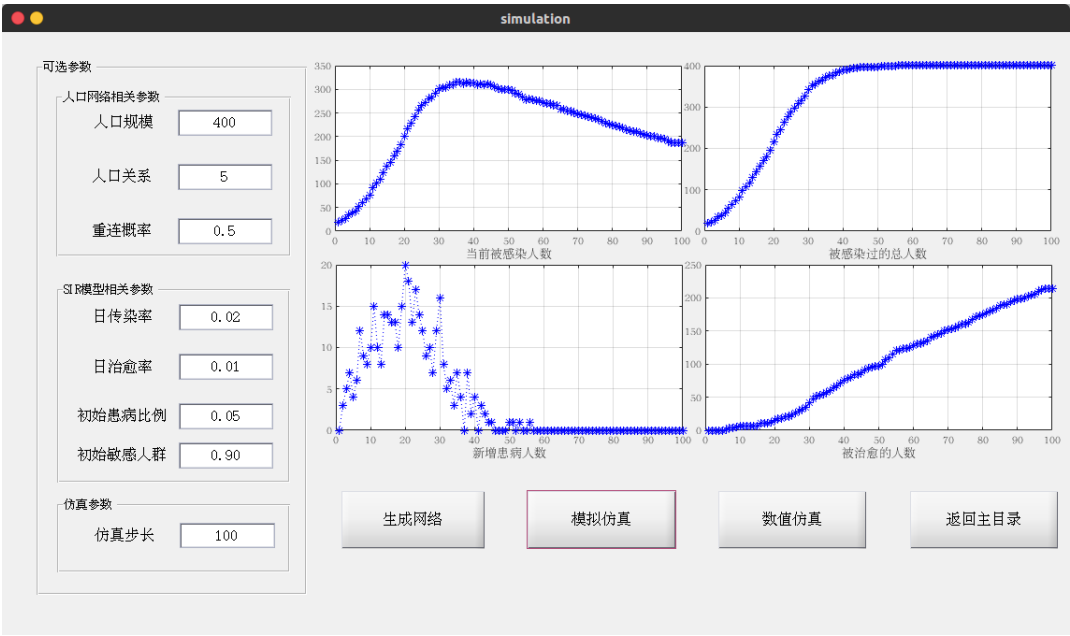 simulation
可选参数
人口网络相关参数
人口规模 400
人口关系 5
重连概率 0.5
SIR模型相关参数
日传染率 0.02
日治愈率 0.01
初始患病比例 0.05
初始敏感人群 0.90
仿真参数
仿真步长 100
350
300
250
200
150
100
50
0
0 10 20 30 40 50 60 70 80 90 100
当前被感染人数
400
300
200
100
0
0 10 20 30 40 50 60 70 80 90 100
被感染过的总人数
20
15
10
5
0
0 10 20 30 40 50 60 70 80 90 100
新增患病人数
250
200
150
100
50
0
0 10 20 30 40 50 60 70 80 90 100
被治愈的人数
生成网络 模拟仿真 数值仿真 返回主目录